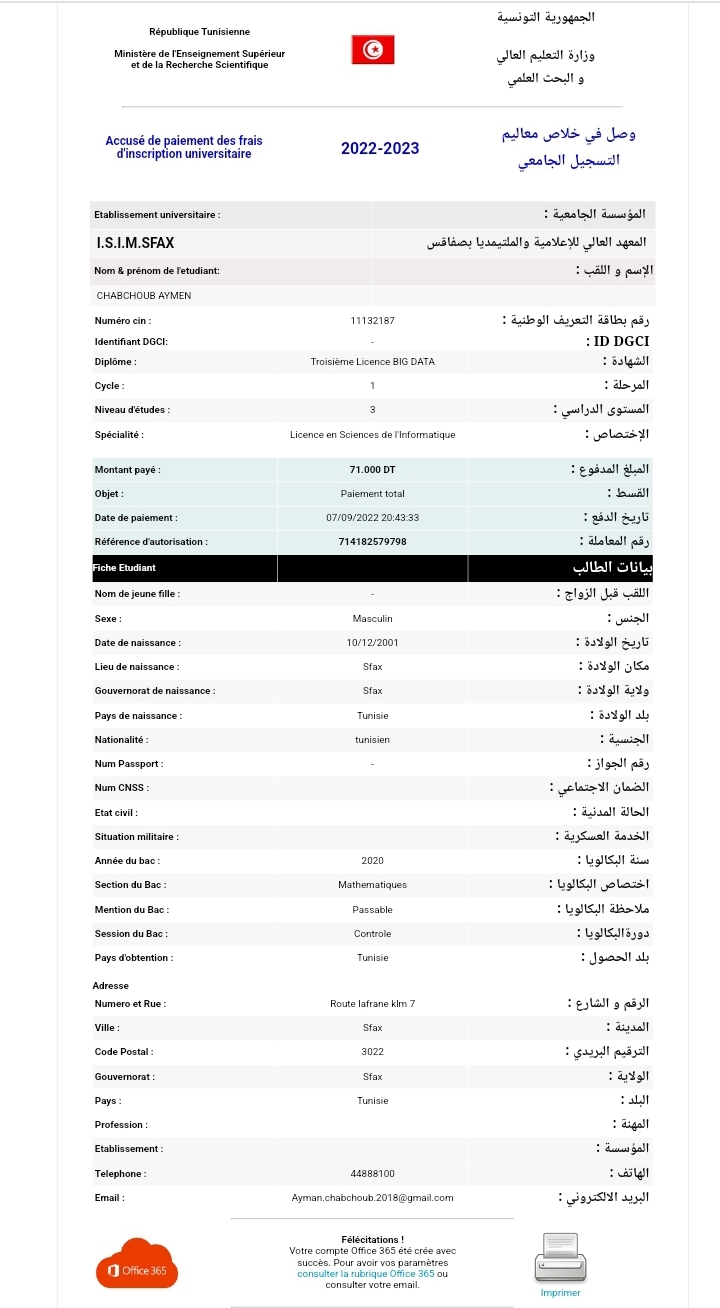 République Tunisienne
Ministère de l'Enseignement Supérieur
et de la Recherche Scientifique
الجمهورية التونسية
وزارة التعليم العالي
و البحث العلمي
Accusé de paiement des frais
d'inscription universitaire
2022-2023
وصل في خلاص معاليم
التسجيل الجامعي
Etablissement universitaire : المؤسسة الجامعية :
I.S.I.M.SFAX المعهد العالي للإعلامية والملتيمديا بصفاقس
Nom & prénom de l'etudiant: الإسم و اللقب :
CHABCHOUB AYMEN
Numéro cin : 11132187 رقم بطاقة التعريف الوطنية :
Identifiant DGCI: - ID DGCI :
Diplôme : Troisième Licence BIG DATA الشهادة :
Cycle : 1 المرحلة :
Niveau d'études : 3 المستوى الدراسي :
Spécialité : Licence en Sciences de l'Informatique الإختصاص :
Montant payé : 71.000 DT المبلغ المدفوع :
Objet : Paiement total القسط :
Date de paiement : 07/09/2022 20:43:33 تاريخ الدفع :
Référence d'autorisation : 714182579798 رقم المعاملة :
Fiche Etudiant بيانات الطالب
Nom de jeune fille : - اللقب قبل الزواج :
Sexe : Masculin الجنس :
Date de naissance : 10/12/2001 تاريخ الولادة :
Lieu de naissance : Sfax مكان الولادة :
Gouvernorat de naissance : Sfax ولاية الولادة :
Pays de naissance : Tunisie بلد الولادة :
Nationalité : tunisien الجنسية :
Num Passport : - رقم الجواز :
Num CNSS : الضمان الاجتماعي :
Etat civil : الحالة المدنية :
Situation militaire : الخدمة العسكرية :
Année du bac : 2020 سنة البكالويا :
Section du Bac : Mathematiques اختصاص البكالويا :
Mention du Bac : Passable ملاحظة البكالويا :
Session du Bac : Controle دورةالبكالويا :
Pays d'obtention : Tunisie بلد الحصول :
Adresse
Numero et Rue : Route lafrane klm 7 الرقم و الشارع :
Ville : Sfax المدينة :
Code Postal : 3022 الترقيم البريدي :
Gouvernorat : Sfax الولاية :
Pays : Tunisie البلد :
Profession : المهنة :
Etablissement : المؤسسة :
Telephone : 44888100 الهاتف :
Email : Ayman.chabchoub.2018@gmail.com البريد الالكتروني :
Office 365
Félécitations !
Votre compte Office 365 été crée avec
succès. Pour avoir vos paramètres
consulter la rubrique Office 365 ou
consulter votre email.
Imprimer